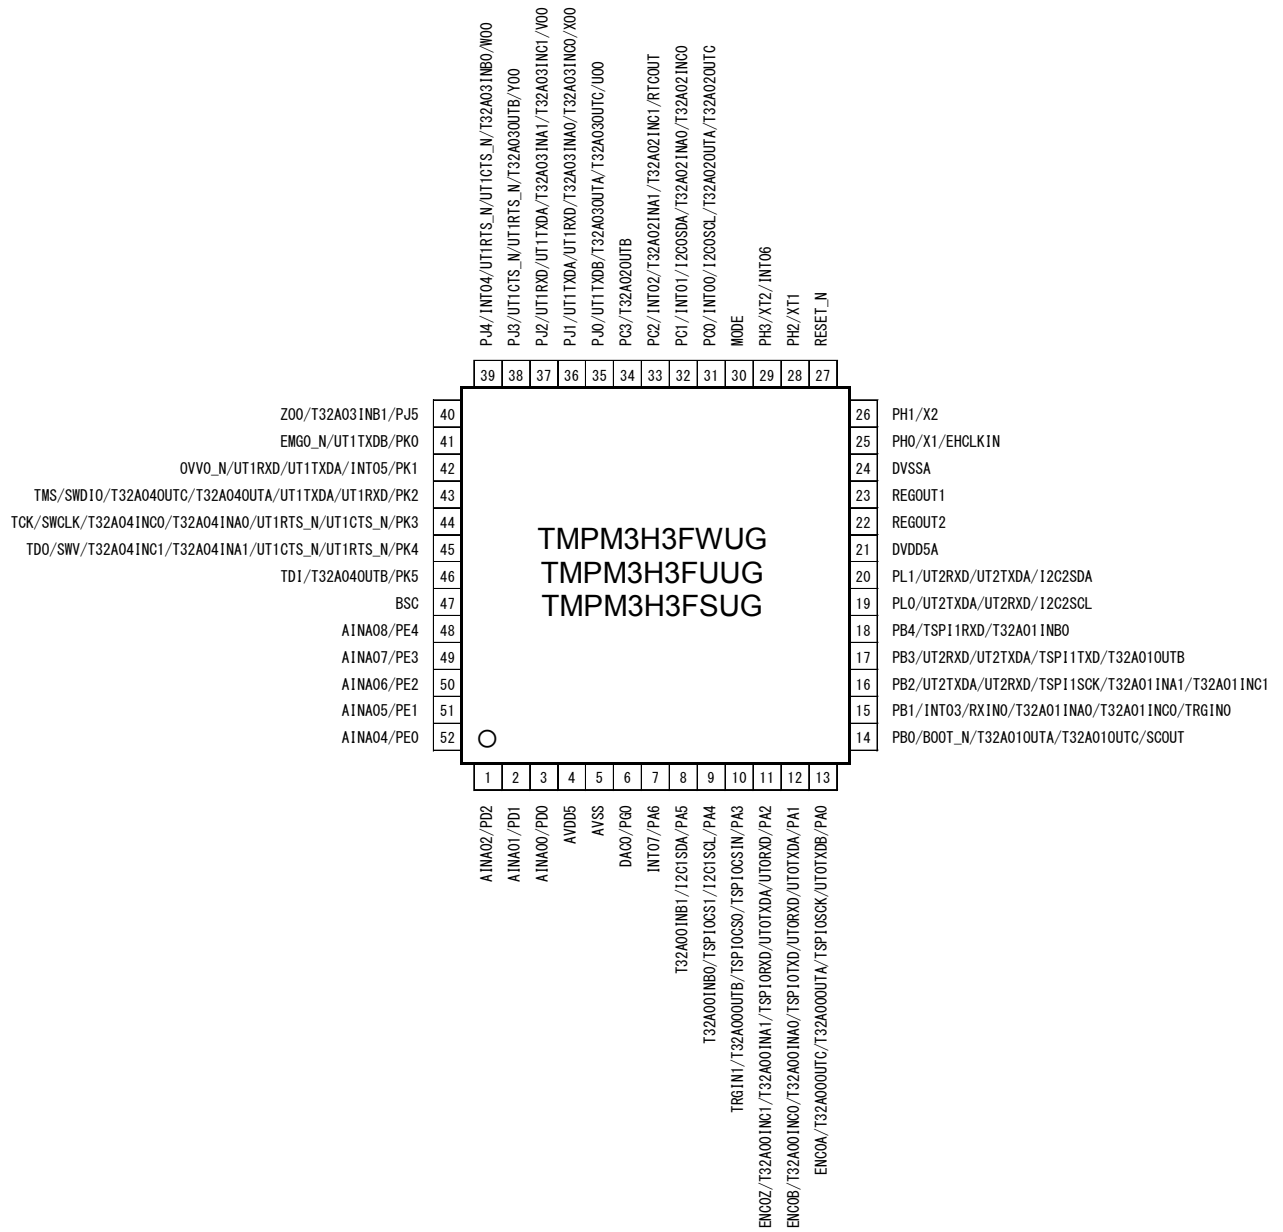 PJ4/INT04/UT1RTS_N/UT1CTS_N/T32A03INB0/WO0
PJ3/UT1CTS_N/UT1RTS_N/T32A03OUTB/YO0
PJ2/UT1RXD/UT1TXDA/T32A03INA1/T32A03INC1/VO0
PJ1/UT1TXDA/UT1RXD/T32A03INA0/T32A03INC0/XO0
PJ0/UT1TXDB/T32A03OUTA/T32A03OUTC/UO0
PC3/T32A02OUTB
PC2/INT02/T32A02INA1/T32A02INC1/RTCOUT
PC1/INT01/I2C0SDA/T32A02INA0/T32A02INC0
PC0/INT00/I2C0SCL/T32A02OUTA/T32A02OUTC
MODE
PH3/XT2/INT06
PH2/XT1
RESET_N
39 38 37 36 35 34 33 32 31 30 29 28 27
ZO0/T32A03INB1/PJ5 40
EMG0_N/UT1TXDB/PK0 41
OVV0_N/UT1RXD/UT1TXDA/INT05/PK1 42
TMS/SWDIO/T32A04OUTC/T32A04OUTA/UT1TXDA/UT1RXD/PK2 43
TCK/SWCLK/T32A04INC0/T32A04INA0/UT1RTS_N/UT1CTS_N/PK3 44
TDO/SWV/T32A04INC1/T32A04INA1/UT1CTS_N/UT1RTS_N/PK4 45
TDI/T32A04OUTB/PK5 46
BSC 47
AINA08/PE4 48
AINA07/PE3 49
AINA06/PE2 50
AINA05/PE1 51
AINA04/PE0 52
TMPM3H3FWUG
TMPM3H3FUUG
TMPM3H3FSUG
26 PH1/X2
25 PH0/X1/EHCLKIN
24 DVSSA
23 REGOUT1
22 REGOUT2
21 DVDD5A
20 PL1/UT2RXD/UT2TXDA/I2C2SDA
19 PL0/UT2TXDA/UT2RXD/I2C2SCL
18 PB4/TSPI1RXD/T32A01INB0
17 PB3/UT2RXD/UT2TXDA/TSPI1TXD/T32A01OUTB
16 PB2/UT2TXDA/UT2RXD/TSPI1SCK/T32A01INA1/T32A01INC1
15 PB1/INT03/RXIN0/T32A01INA0/T32A01INC0/TRGIN0
14 PB0/BOOT_N/T32A01OUTA/T32A01OUTC/SCOUT
1 2 3 4 5 6 7 8 9 10 11 12 13
AINA02/PD2
AINA01/PD1
AINA00/PD0
AVDD5
AVSS
DAC0/PG0
INT07/PA6
T32A00INB1/I2C1SDA/PA5
T32A00INB0/TSPI0CS1/I2C1SCL/PA4
TRGIN1/T32A00OUTB/TSPI0CS0/TSPI0CSIN/PA3
ENC0Z/T32A00INC1/T32A00INA1/TSPI0RXD/UT0TXDA/UT0RXD/PA2
ENC0B/T32A00INC0/T32A00INA0/TSPI0TXD/UT0RXD/UT0TXDA/PA1
ENC0A/T32A00OUTC/T32A00OUTA/TSPI0SCK/UT0TXDB/PA0